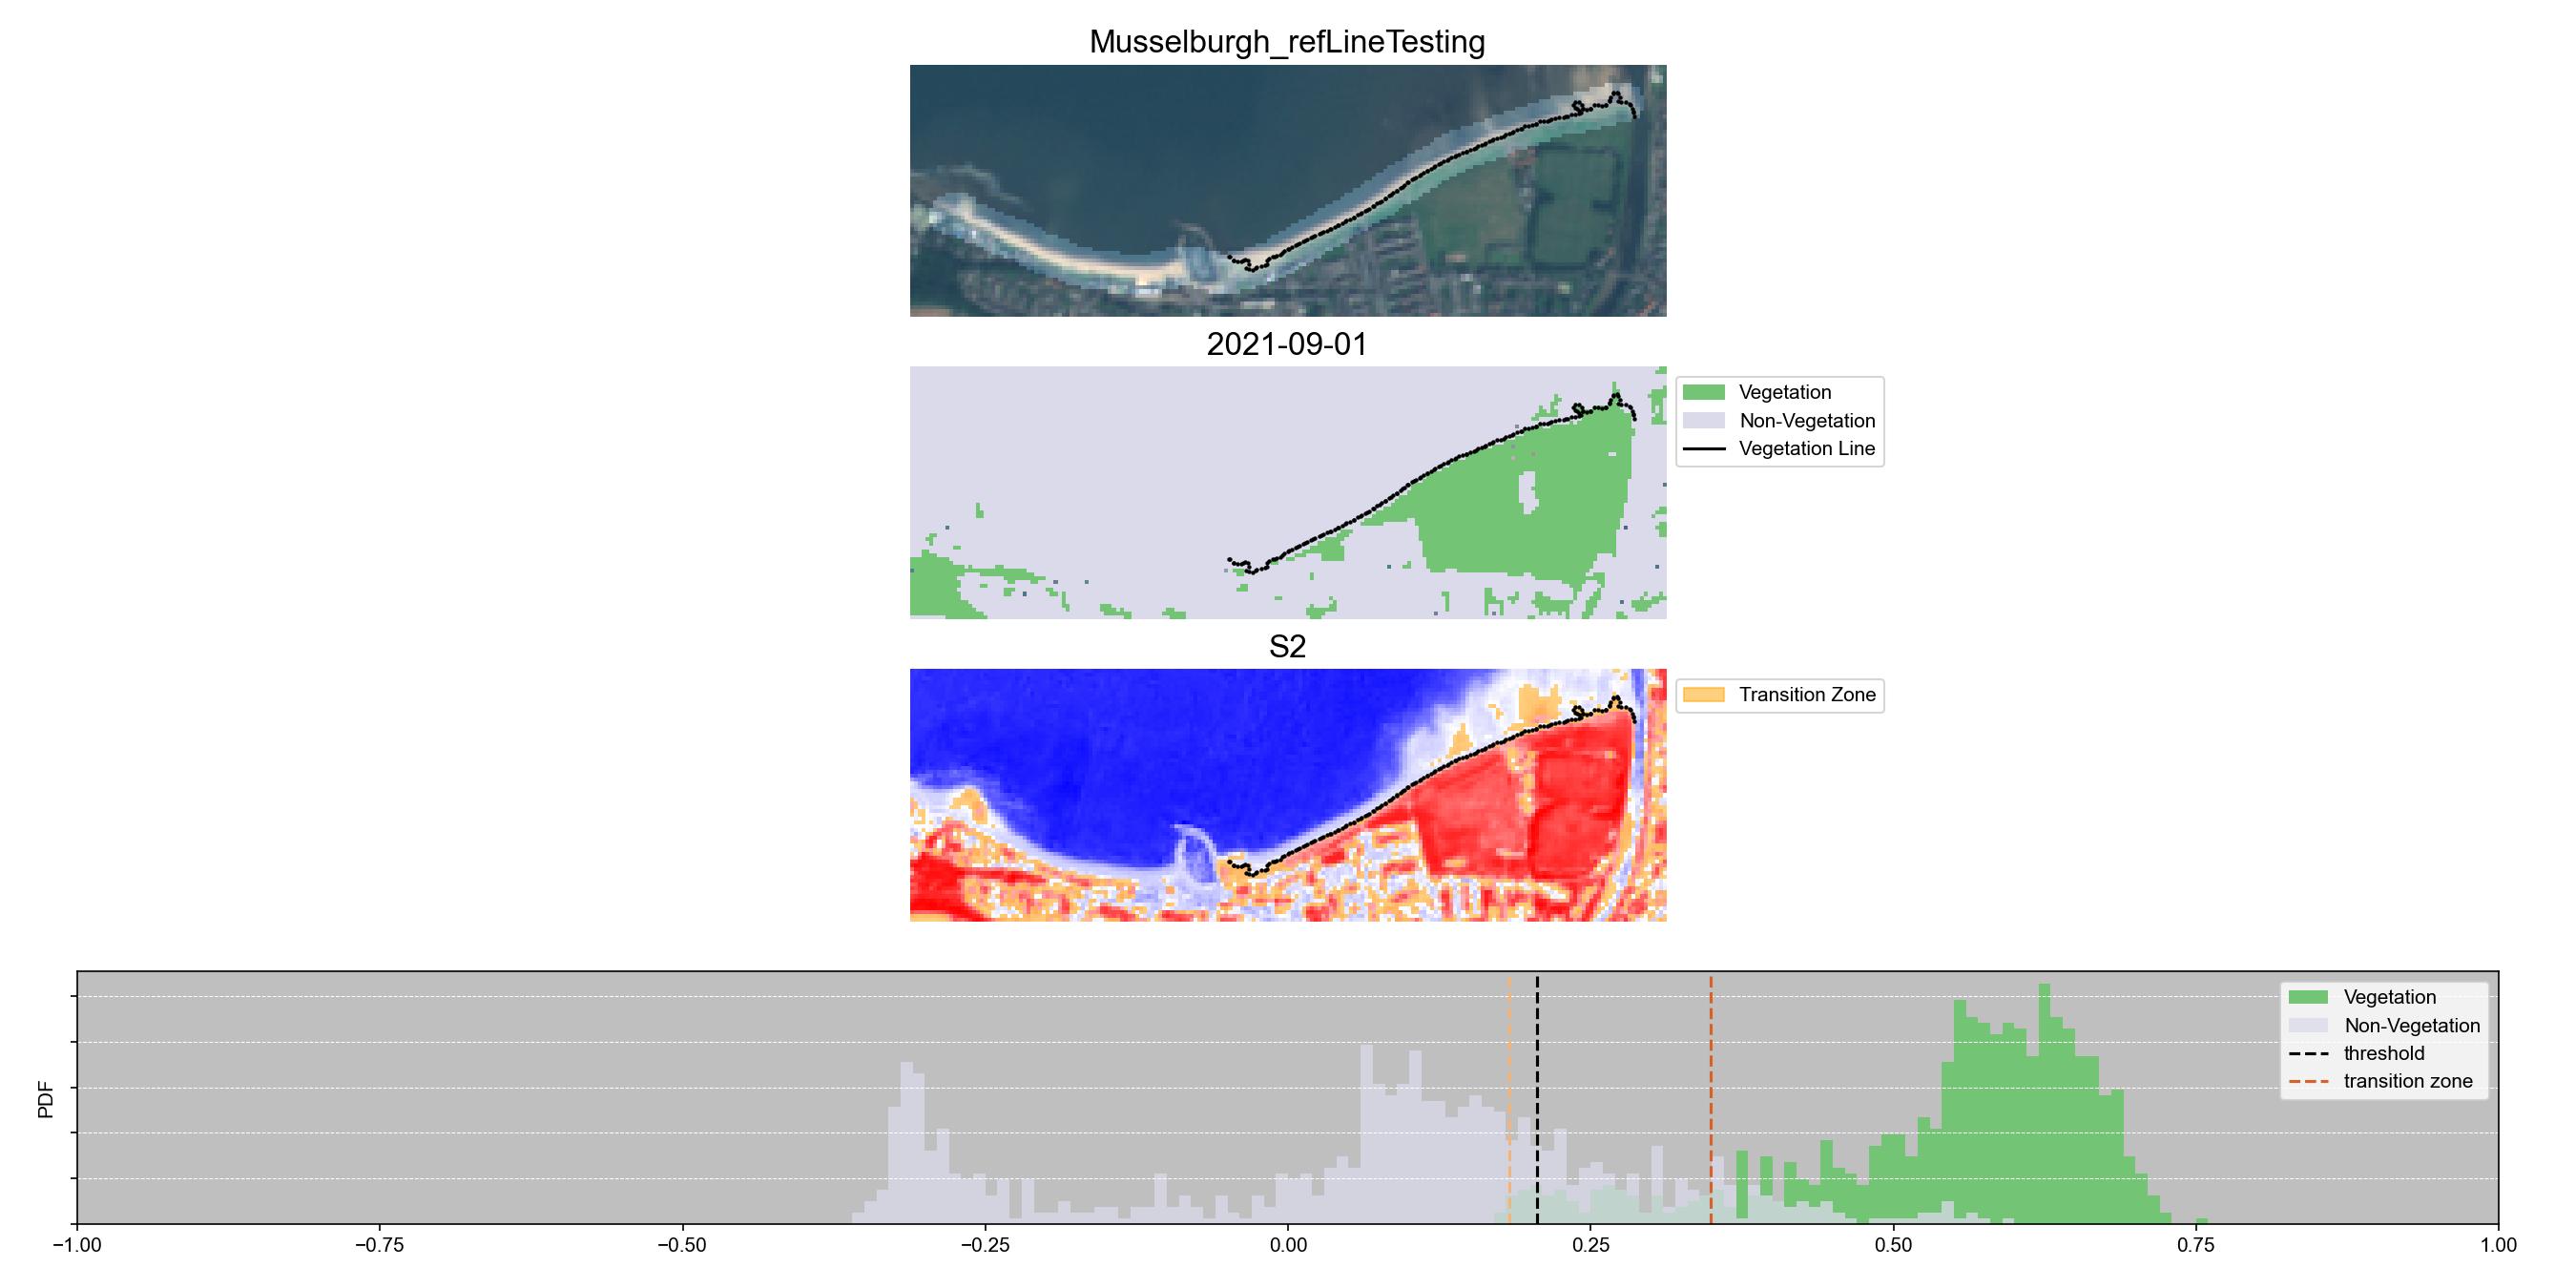 Musselburgh_refLineTesting
2021-09-01
Vegetation
Non-Vegetation
Vegetation Line
S2
Transition Zone
PDF
Vegetation
Non-Vegetation
threshold
transition zone
−1.00 −0.75 −0.50 −0.25 0.00 0.25 0.50 0.75 1.00